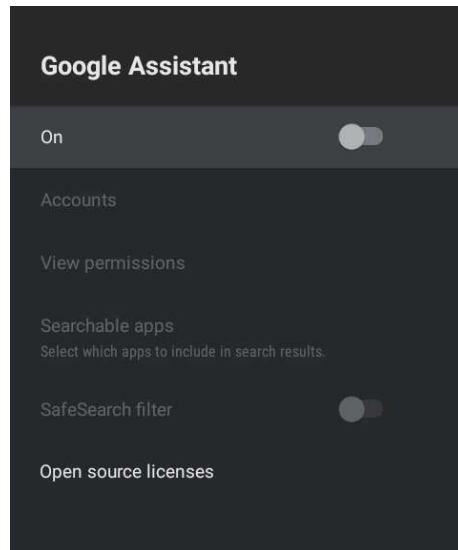 Google Assistant
On
Accounts
View permissions
Searchable apps
Select which apps to include in search results.
SafeSearch filter
Open source licenses